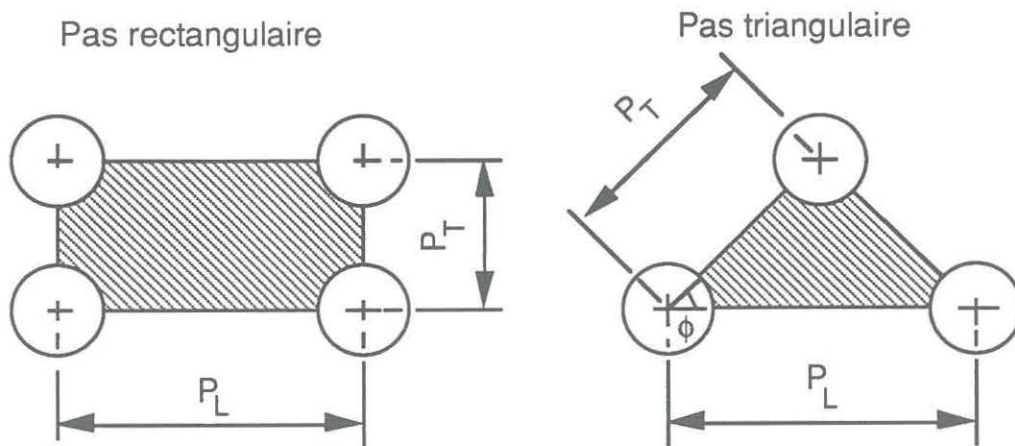 Pas rectangulaire
P_T
P_L
Pas triangulaire
P_T
ϕ
P_L